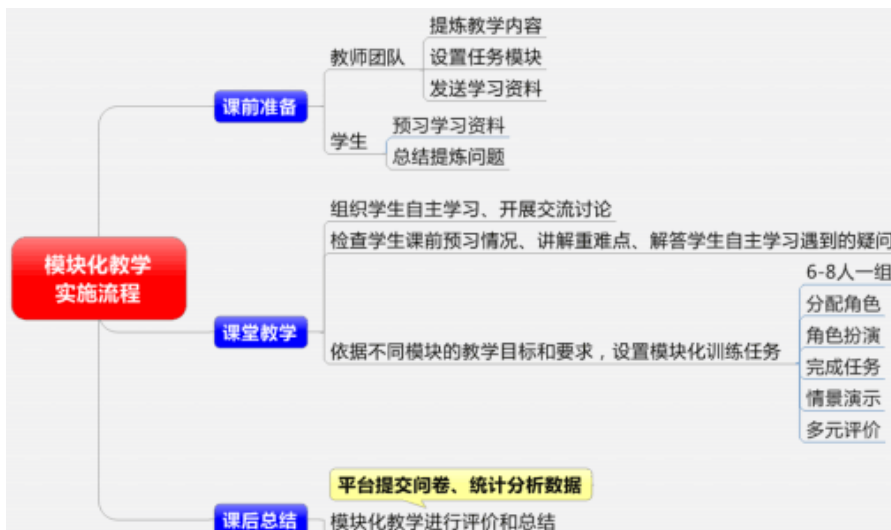 模块化教学
实施流程
课前准备
教师团队
提炼教学内容
设置任务模块
发送学习资料
学生
预习学习资料
总结提炼问题
课堂教学
组织学生自主学习、开展交流讨论
检查学生课前预习情况、讲解重难点、解答学生自主学习遇到的疑问
依据不同模块的教学目标和要求，设置模块化训练任务
6-8人一组
分配角色
角色扮演
完成任务
情景演示
多元评价
课后总结
平台提交问卷、统计分析数据
模块化教学进行评价和总结